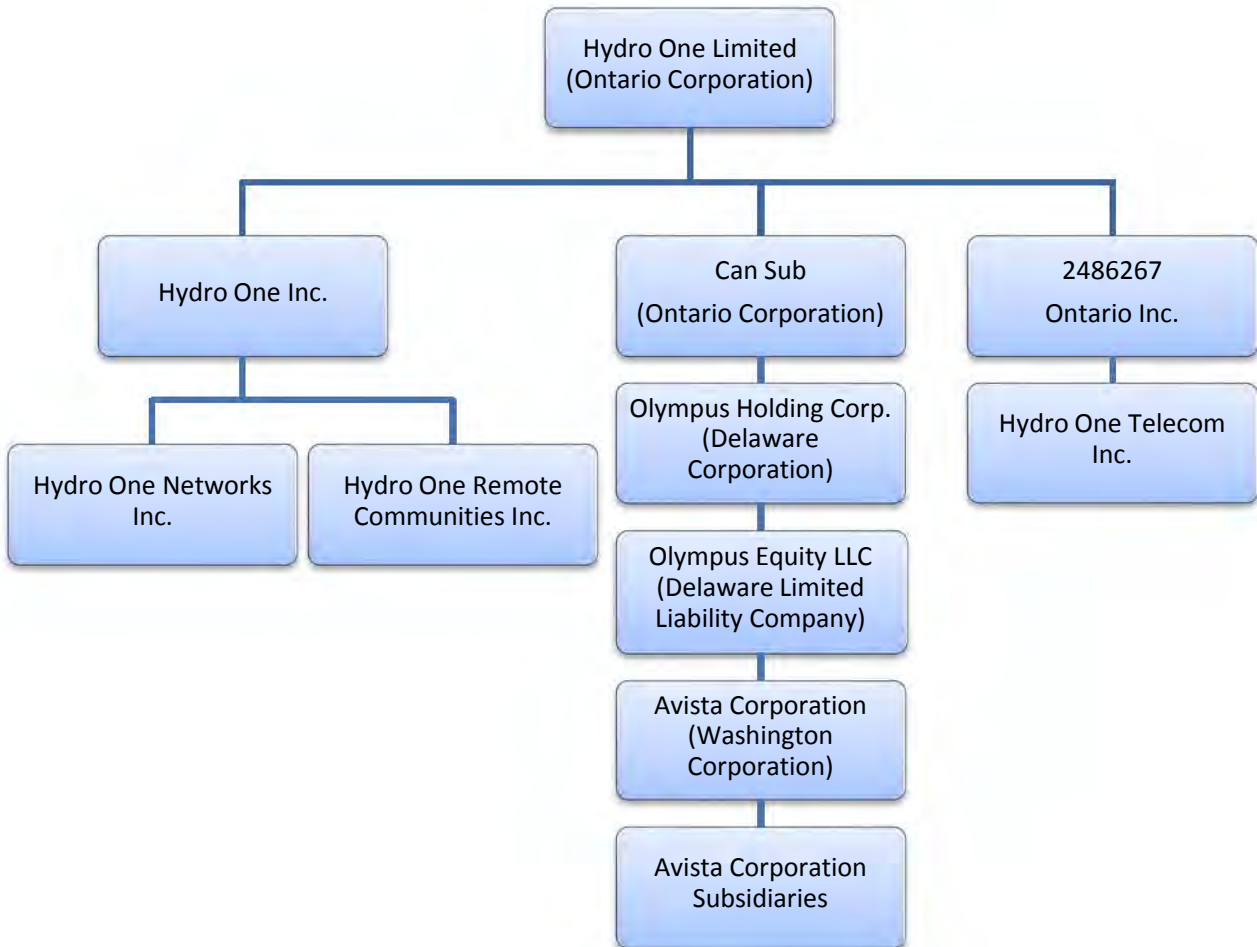 Hydro One Limited
(Ontario Corporation)
Hydro One Inc.
Can Sub
(Ontario Corporation)
2486267
Ontario Inc.
Hydro One Networks
Inc.
Hydro One Remote
Communities Inc.
Olympus Holding Corp.
(Delaware
Corporation)
Hydro One Telecom
Inc.
Olympus Equity LLC
(Delaware Limited
Liability Company)
Avista Corporation
(Washington
Corporation)
Avista Corporation
Subsidiaries